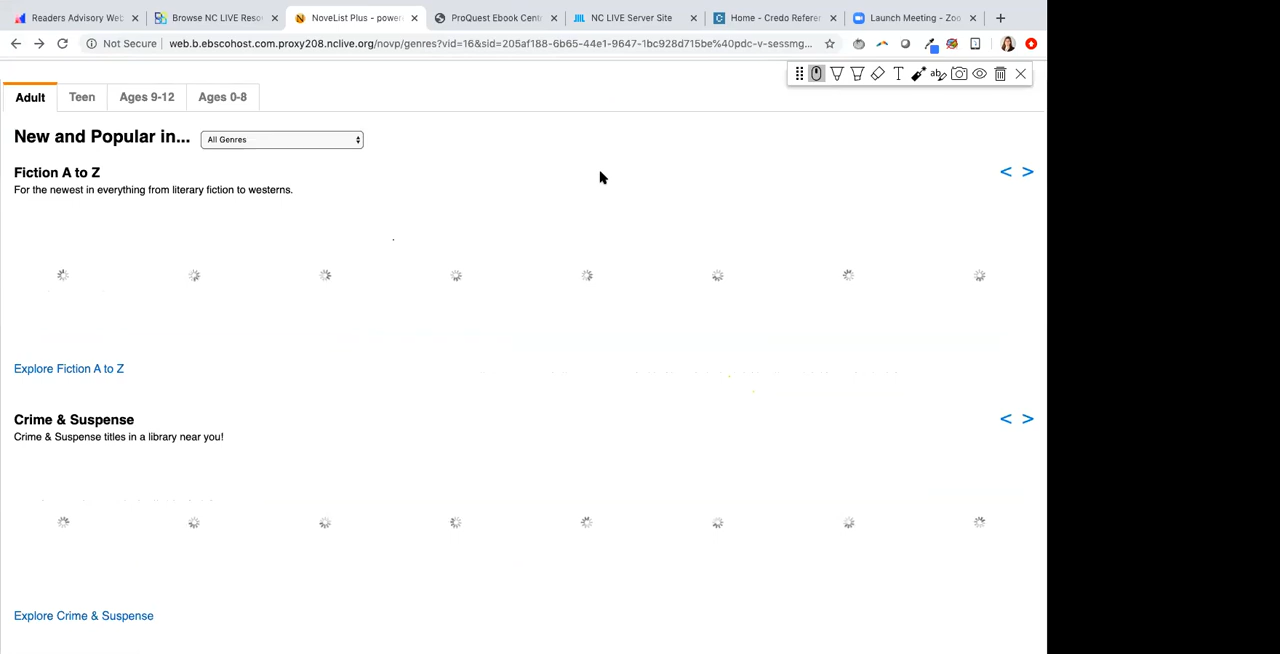 Readers Advisory Web
Browse NC LIVE Reso
NoveList Plus - power
ProQuest Ebook Cent
NC LIVE Server Site
Home - Credo Referen
Launch Meeting - Zoo
Not Secure
web.b.ebscohost.com.proxy208.nclive.org/novp/genres?vid=16&sid=205af188-6b65-44e1-9647-1bc928d715be%40pdc-v-sessmg...
Adult
Teen
Ages 9-12
Ages 0-8
New and Popular in...
All Genres
Fiction A to Z
< >
For the newest in everything from literary fiction to westerns.
Explore Fiction A to Z
Crime & Suspense
< >
Crime & Suspense titles in a library near you!
Explore Crime & Suspense